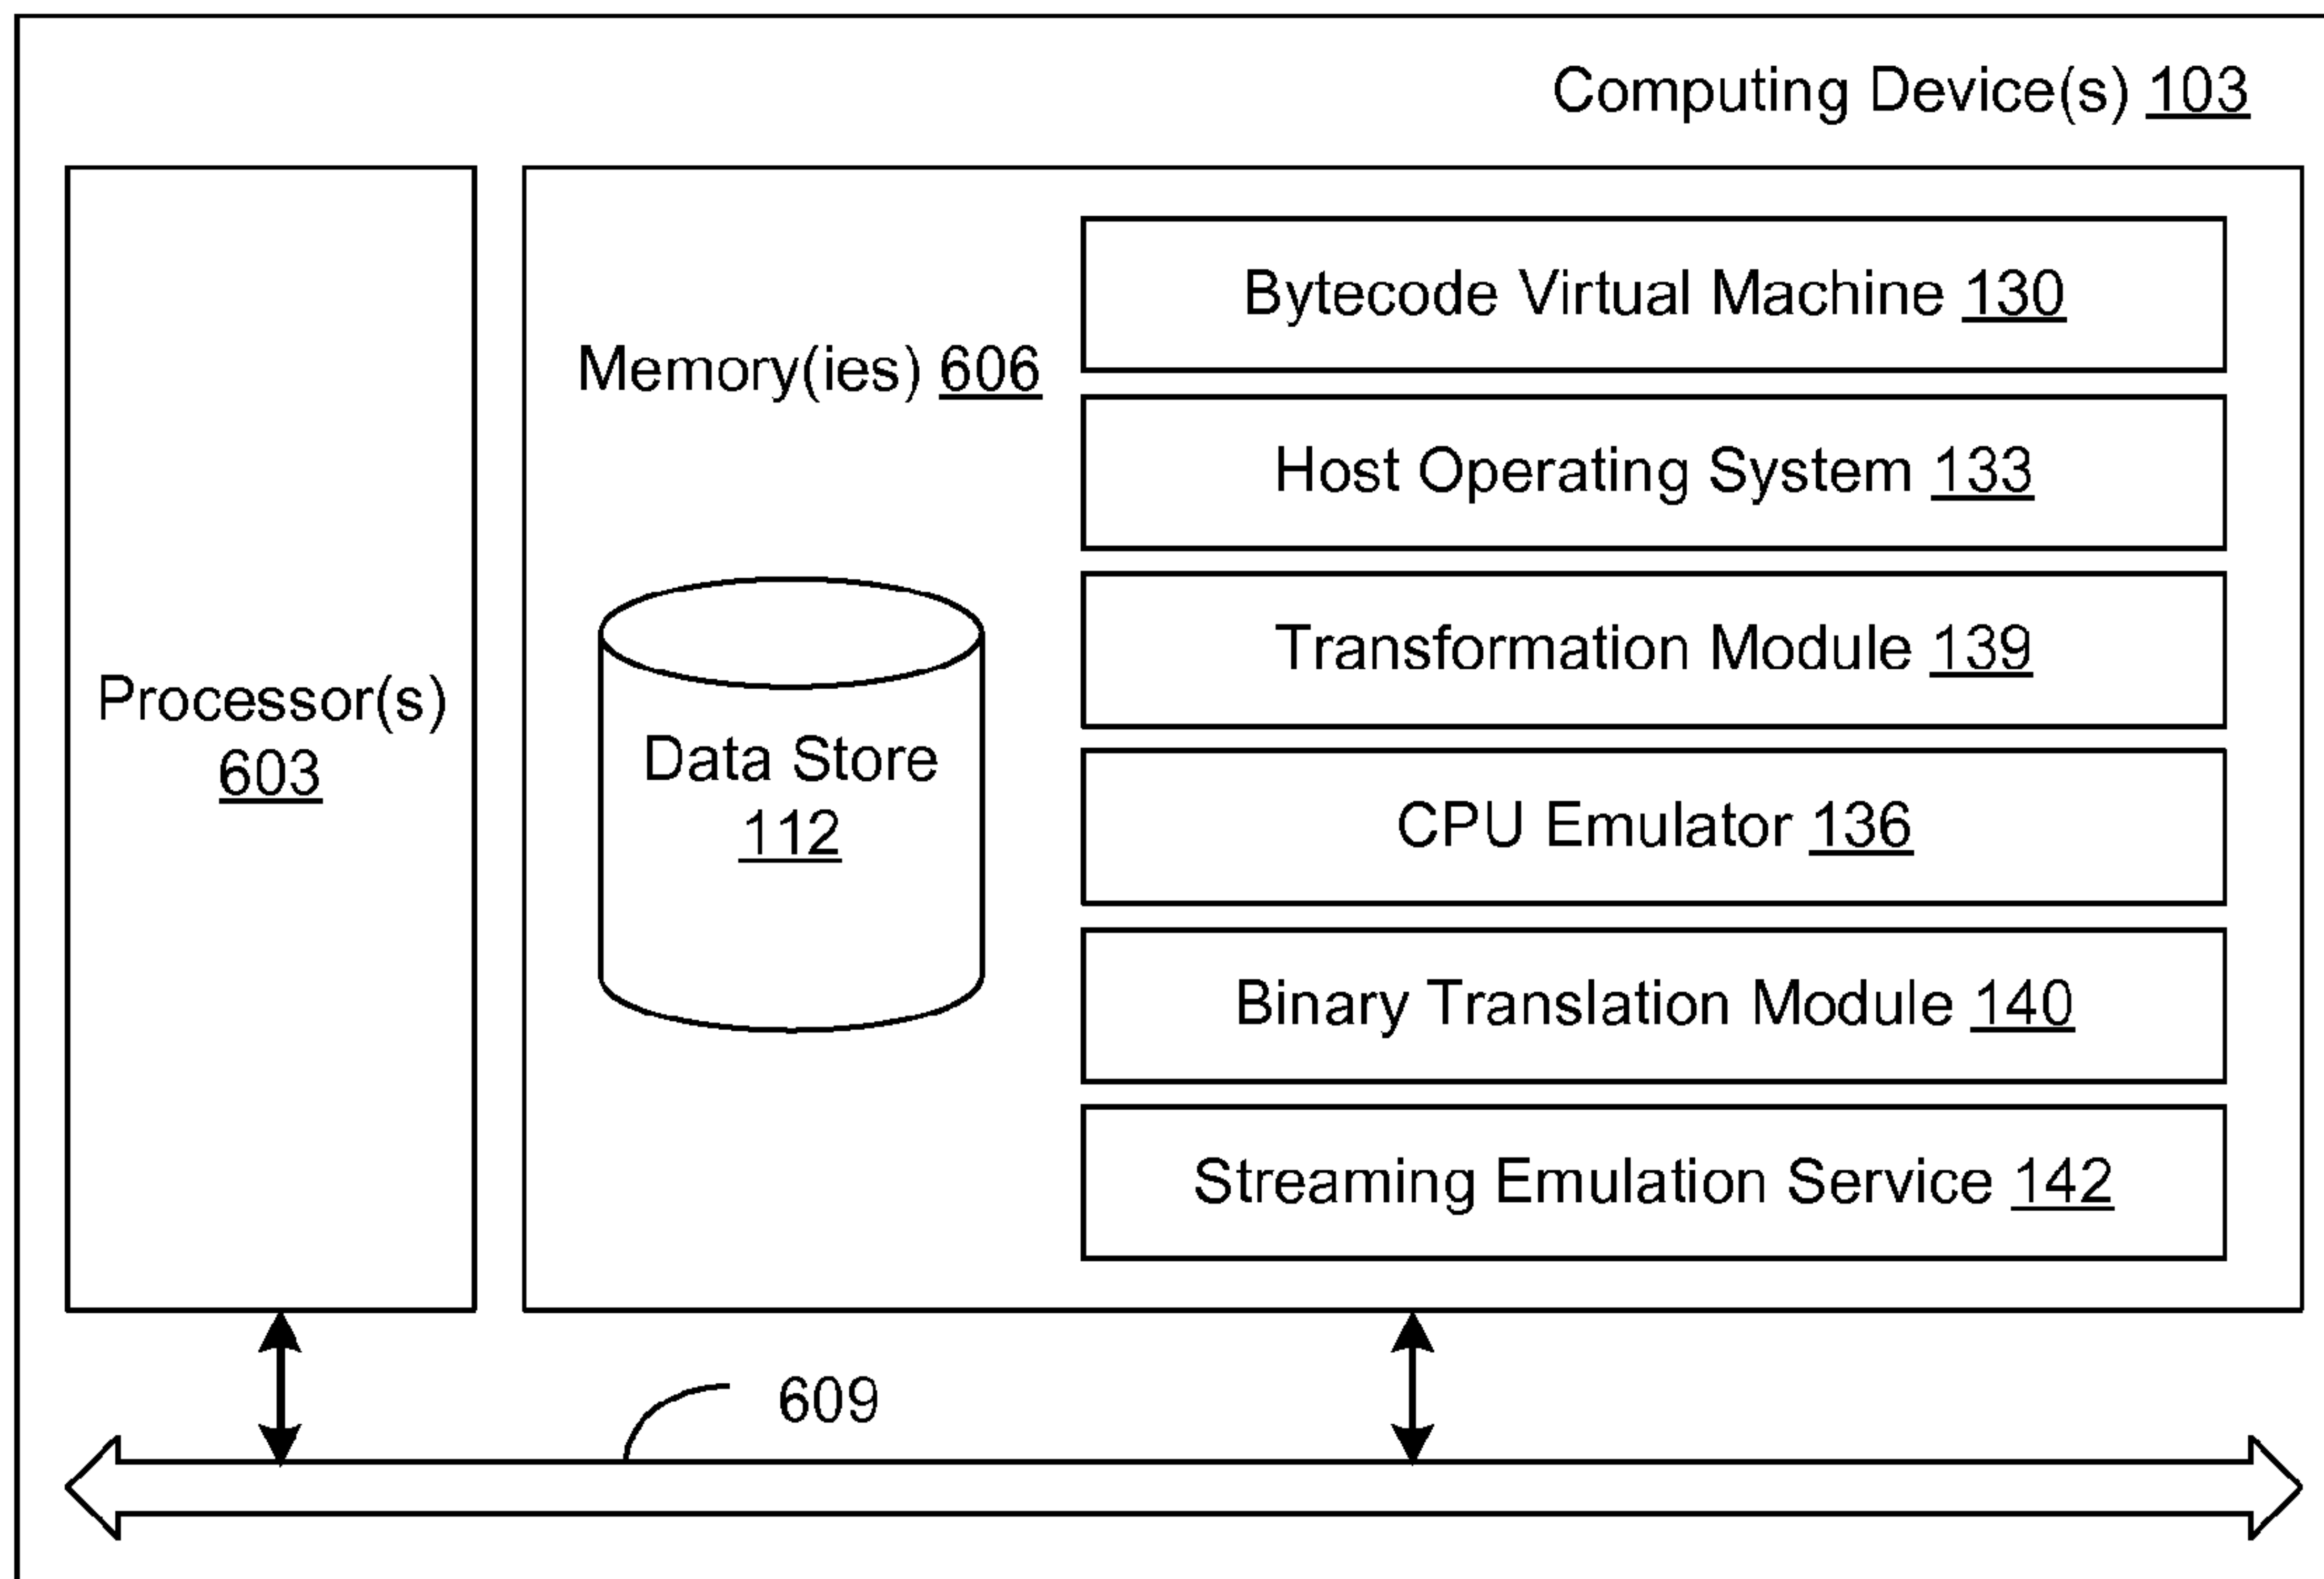 Computing Device(s) 103
Processor(s)
603
Memory(ies) 606
Data Store
112
Bytecode Virtual Machine 130
Host Operating System 133
Transformation Module 139
CPU Emulator 136
Binary Translation Module 140
Streaming Emulation Service 142
609